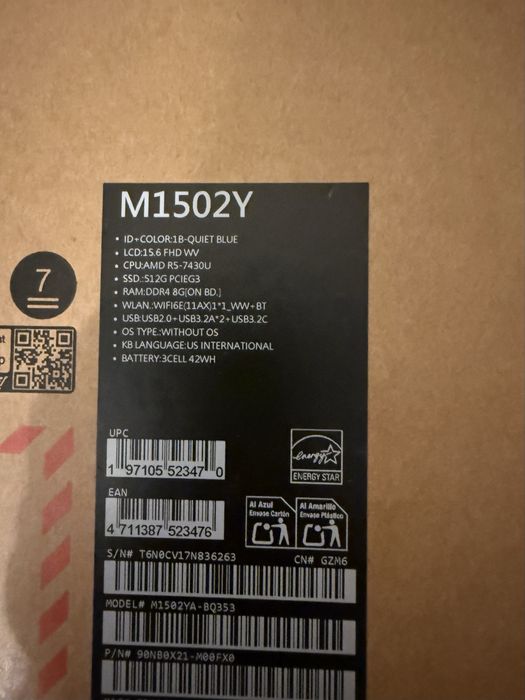 M1502Y
• ID+COLOR:1B-QUIET BLUE
• LCD:15.6 FHD WV
• CPU:AMD R5-7430U
• SSD.:512G PCIEG3
• RAM:DDR4 8G[ON BD.]
• WLAN.:WIFI6E(11AX)1*1_WW+BT
• USB:USB2.0+USB3.2A*2+USB3.2C
• OS TYPE.:WITHOUT OS
• KB LANGUAGE:US INTERNATIONAL
• BATTERY:3CELL 42WH
7
UPC
1 97105 52347 0
energy
ENERGY STAR
EAN
4 711387 523476
Al Azul
Envase Cartón
Al Amarillo
Envase Plástico
S/N# T6N0CV17N836263
CN# GZM6
MODEL# M1502YA-BQ353
P/N# 90NB0X21-M00FX0